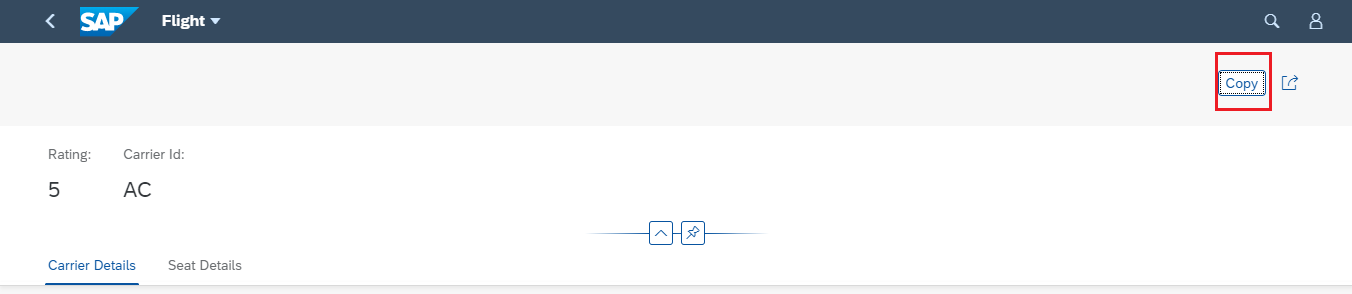 SAP Flight
Copy
Rating: Carrier Id:
5 AC
Carrier Details Seat Details